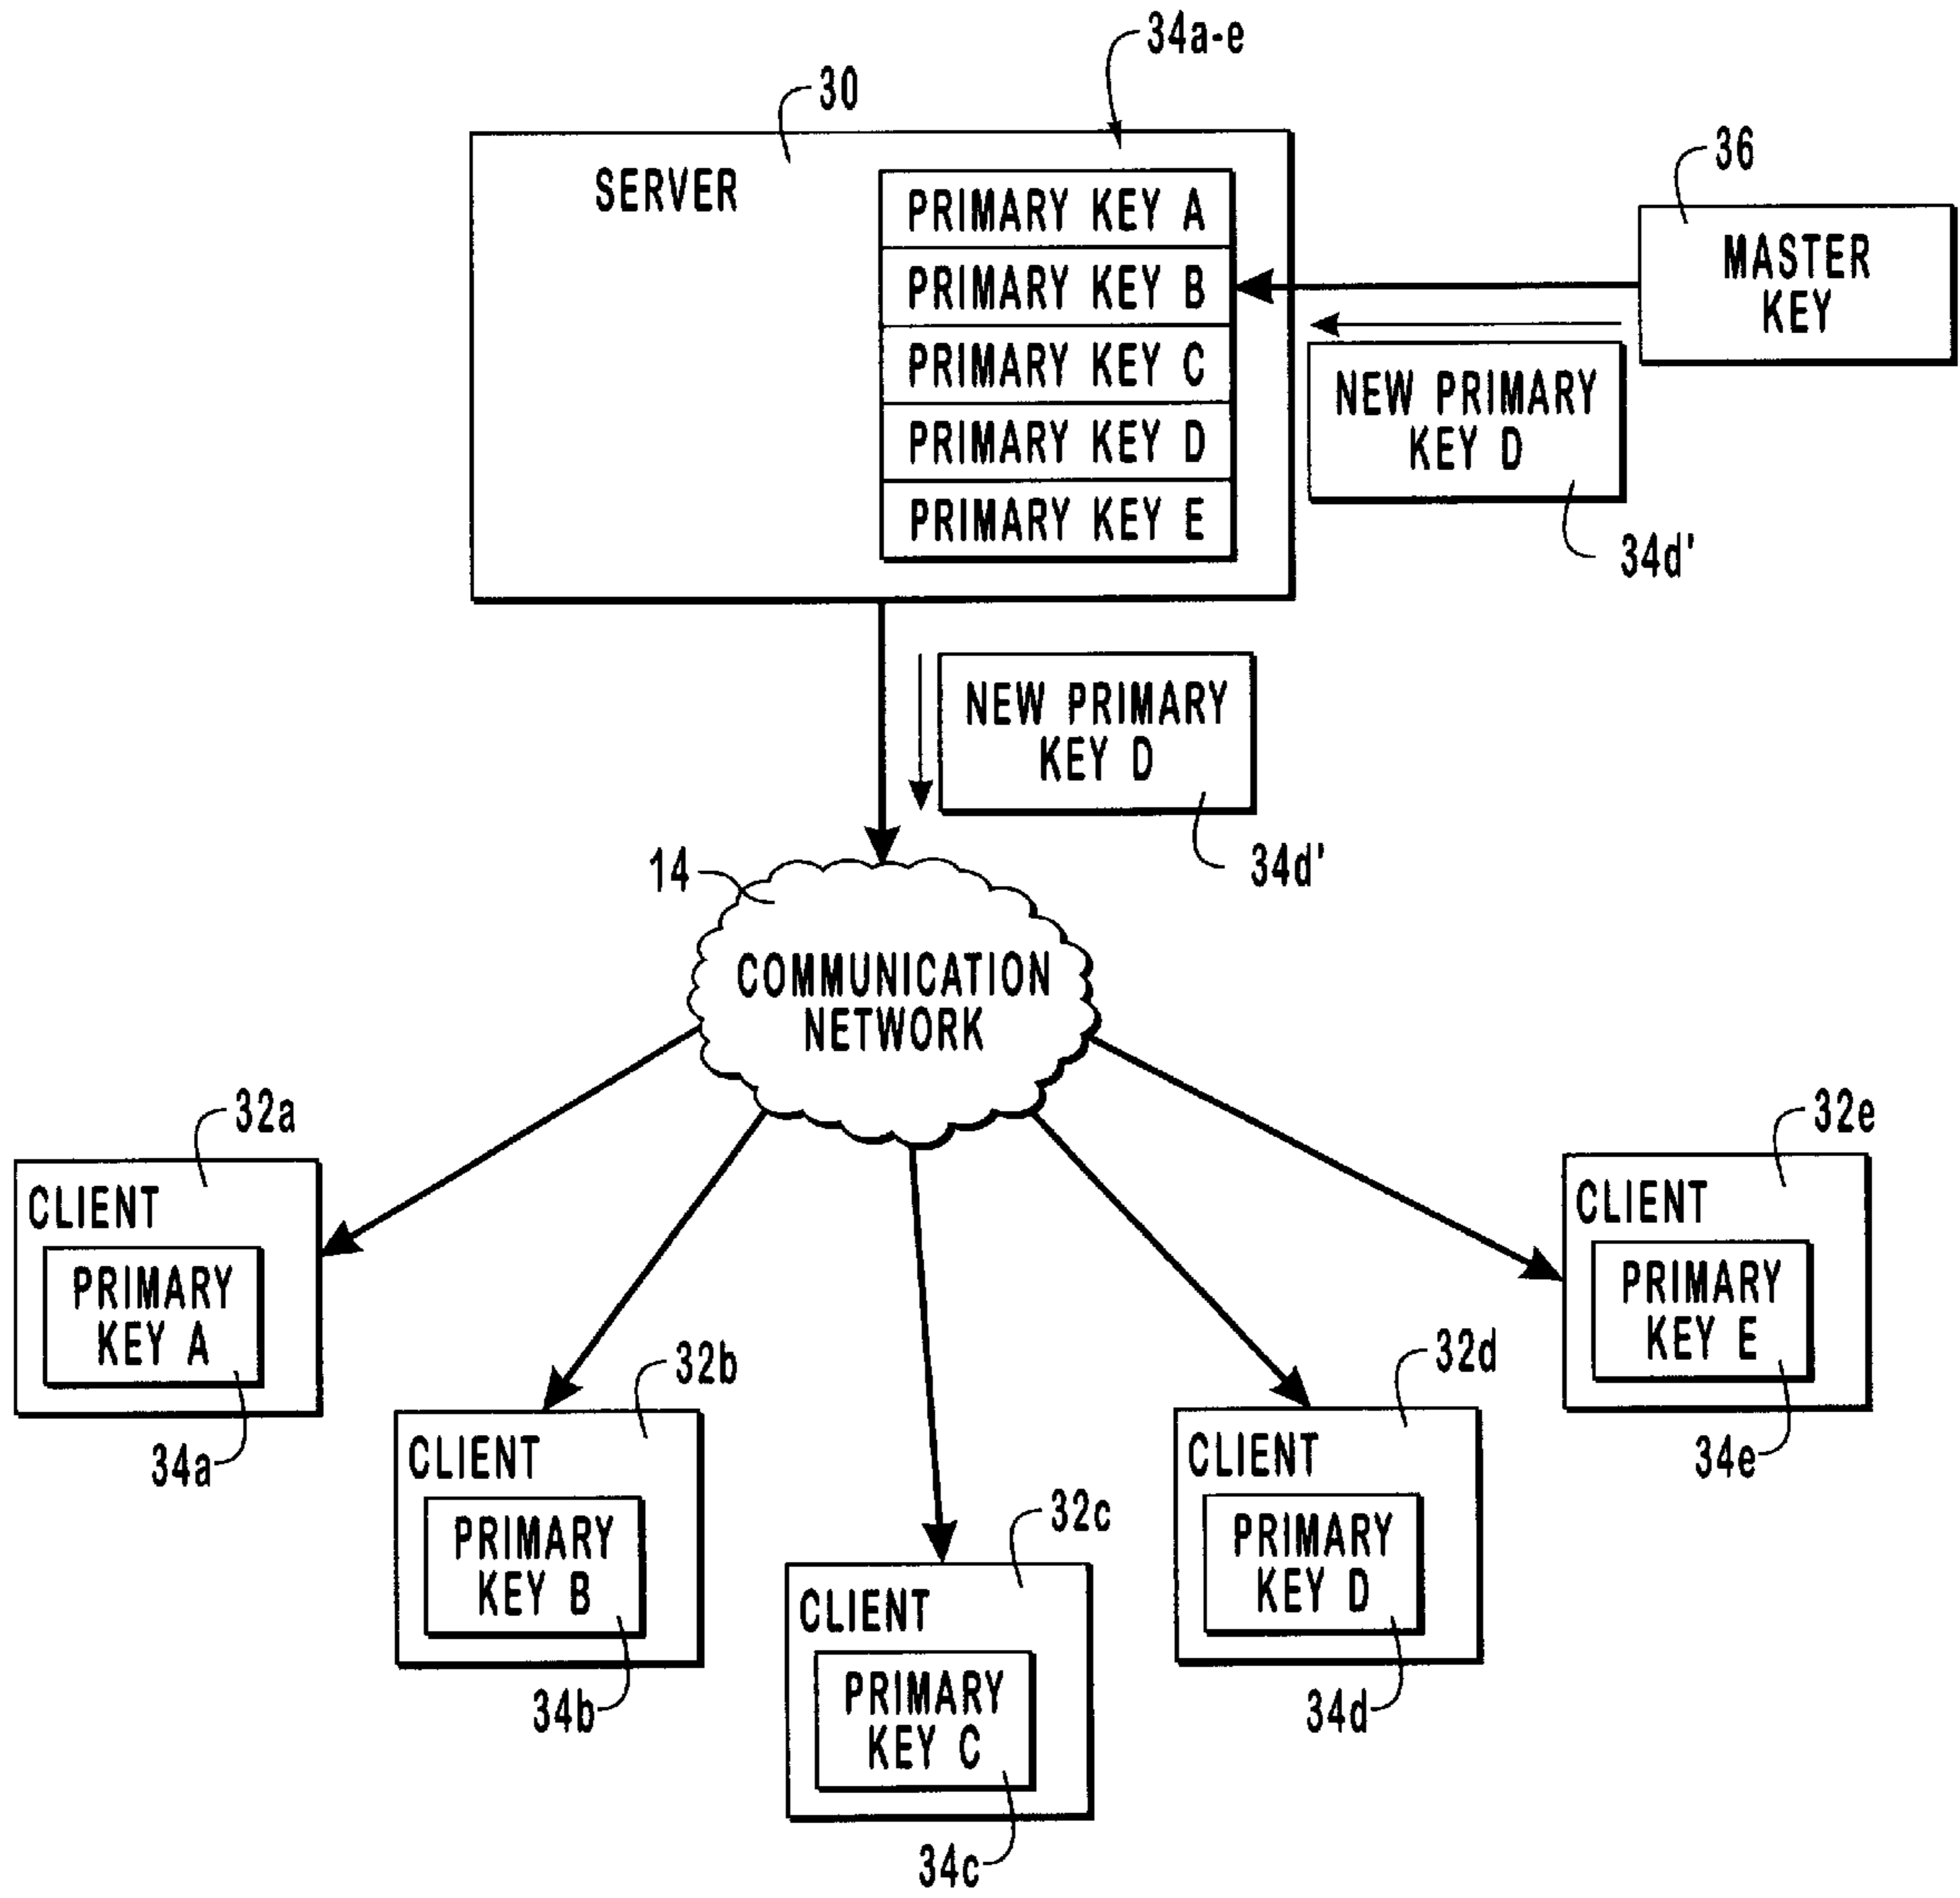 34a-e
30
36
SERVER
PRIMARY KEY A
PRIMARY KEY B
PRIMARY KEY C
PRIMARY KEY D
PRIMARY KEY E
MASTER
KEY
NEW PRIMARY
KEY D
34d'
NEW PRIMARY
KEY D
34d'
14
COMMUNICATION
NETWORK
32a
CLIENT
PRIMARY
KEY A
34a
32b
CLIENT
PRIMARY
KEY B
34b
32c
CLIENT
PRIMARY
KEY C
34c
32d
CLIENT
PRIMARY
KEY D
34d
32e
CLIENT
PRIMARY
KEY E
34e